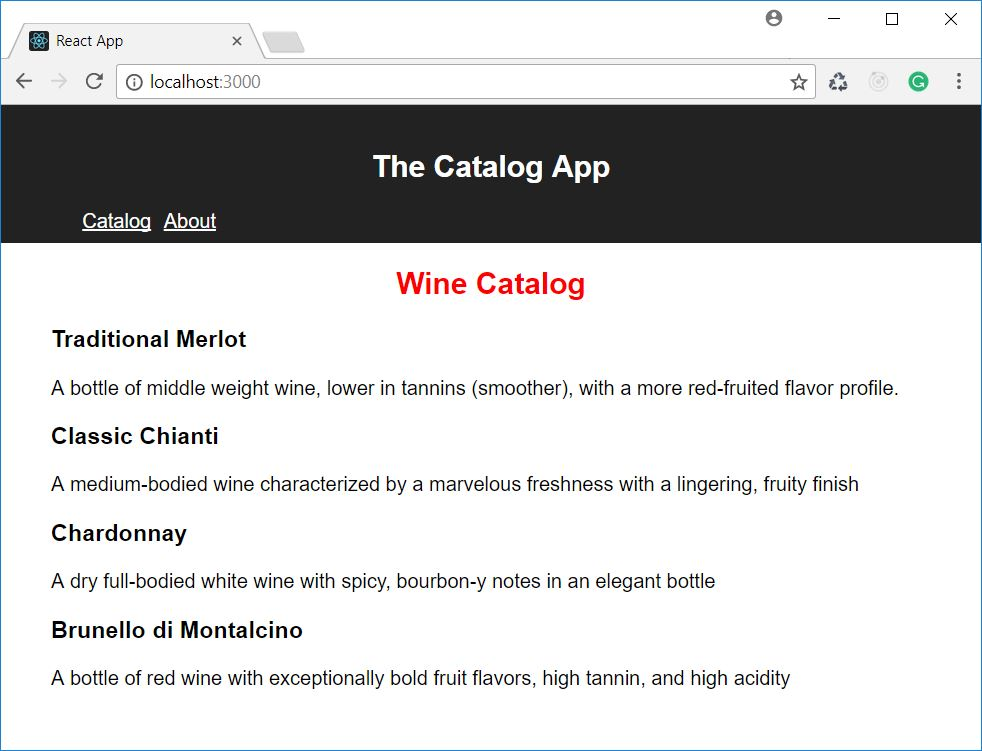 React App
localhost:3000
The Catalog App
Catalog About
Wine Catalog
Traditional Merlot
A bottle of middle weight wine, lower in tannins (smoother), with a more red-fruited flavor profile.
Classic Chianti
A medium-bodied wine characterized by a marvelous freshness with a lingering, fruity finish
Chardonnay
A dry full-bodied white wine with spicy, bourbon-y notes in an elegant bottle
Brunello di Montalcino
A bottle of red wine with exceptionally bold fruit flavors, high tannin, and high acidity